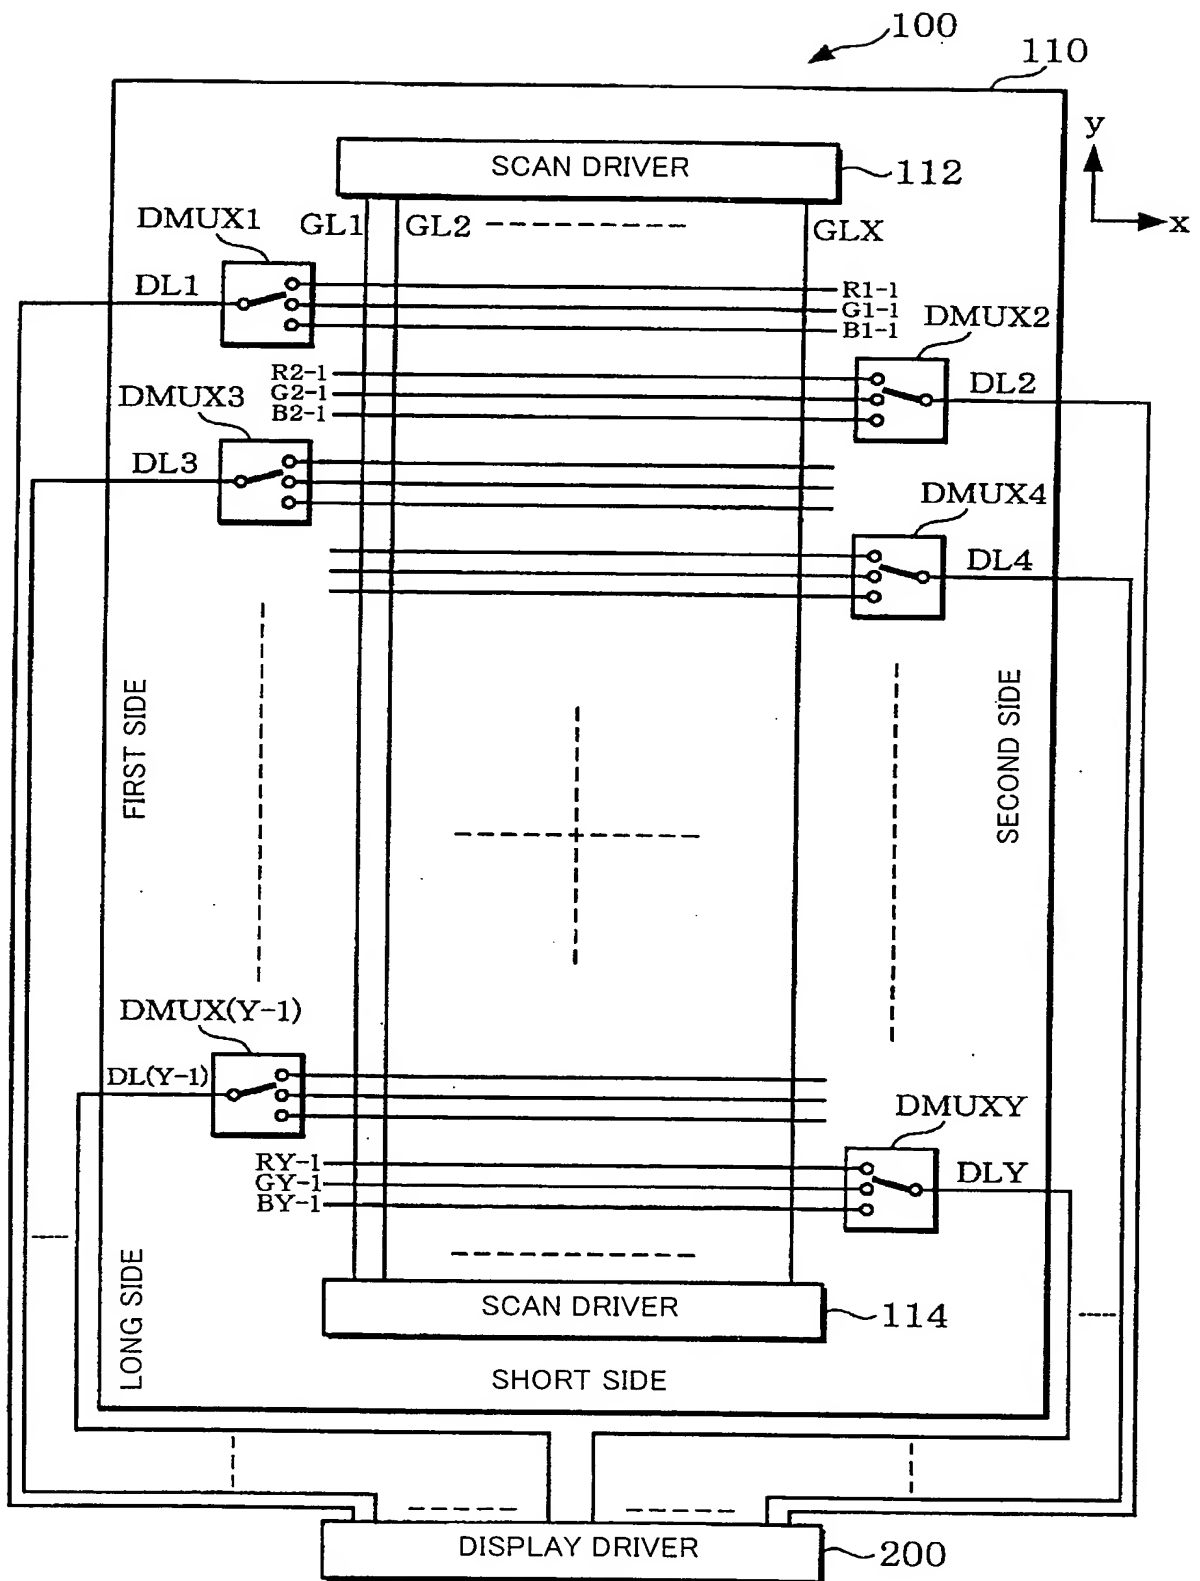 100
110
y
x
SCAN DRIVER
112
DMUX1
GL1
GL2
GLX
DL1
R1-1
G1-1
B1-1
DMUX2
R2-1
G2-1
B2-1
DL2
DMUX3
DL3
DMUX4
DL4
FIRST SIDE
SECOND SIDE
DMUX(Y-1)
DL(Y-1)
DMUXY
RY-1
GY-1
BY-1
DLY
LONG SIDE
SCAN DRIVER
114
SHORT SIDE
DISPLAY DRIVER
200